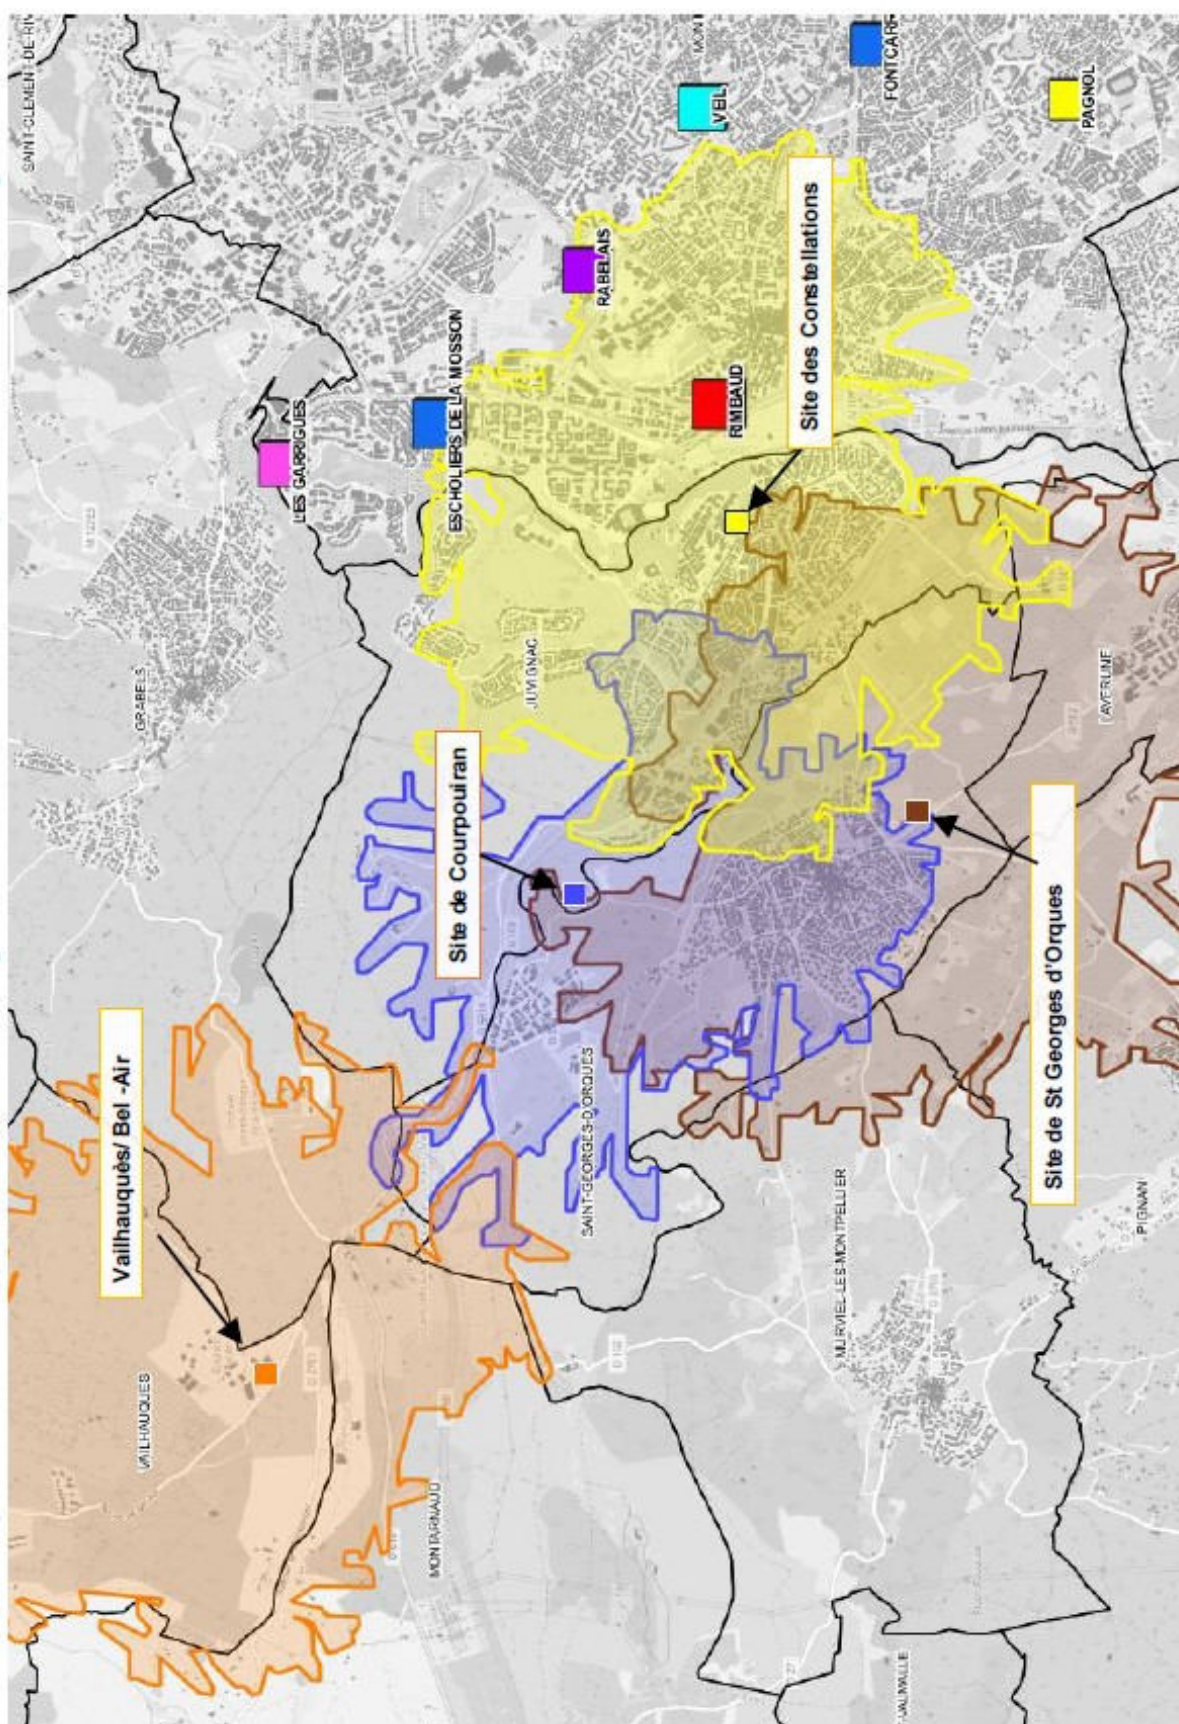 SAINT-CLEMENT-DE-RIV
Vailhauquès/ Bel -Air
VAILHAUQUES
GRABELS
LES GARRIGUES
MONTARNAUD
ESCHOLIERS DE LA MOSSON
Site de Courpouiran
JUVIGNAC
SAINT-GEORGES-D'ORQUES
RABELAIS
MONT
VEIL
RIMBAUD
D 27
Site des Constellations
MURVIEL-LES-MONTPELLIER
FONTCARR
Site de St Georges d'Orques
PAGNOL
LAVERUNE
PIGNAN